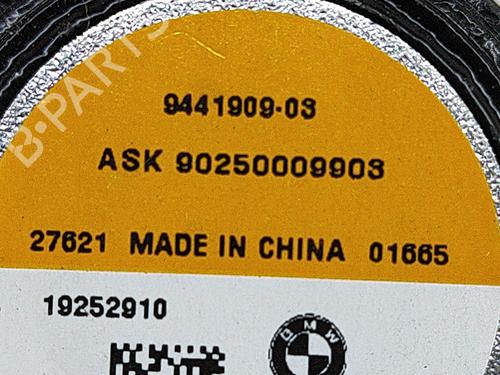 B-PARTS
9441909-03
ASK 90250009903
27621 MADE IN CHINA 01665
19252910
BMW